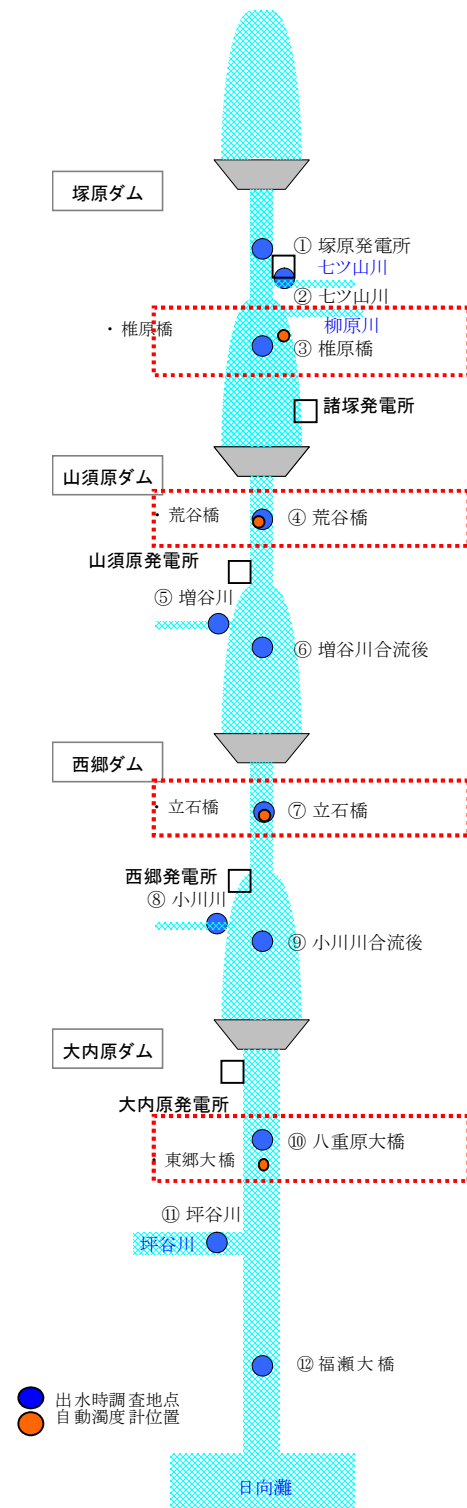 塚原ダム
① 塚原発電所
七ツ山川
② 七ツ山川
柳原川
・椎原橋
③ 椎原橋
諸塚発電所
山須原ダム
・荒谷橋
④ 荒谷橋
山須原発電所
⑤ 増谷川
⑥ 増谷川合流後
西郷ダム
・立石橋
⑦ 立石橋
西郷発電所
⑧ 小川川
⑨ 小川川合流後
大内原ダム
大内原発電所
⑩ 八重原大橋
・東郷大橋
⑪ 坪谷川
坪谷川
⑫ 福瀬大橋
出水時調査地点
自動濁度計位置
日向灘